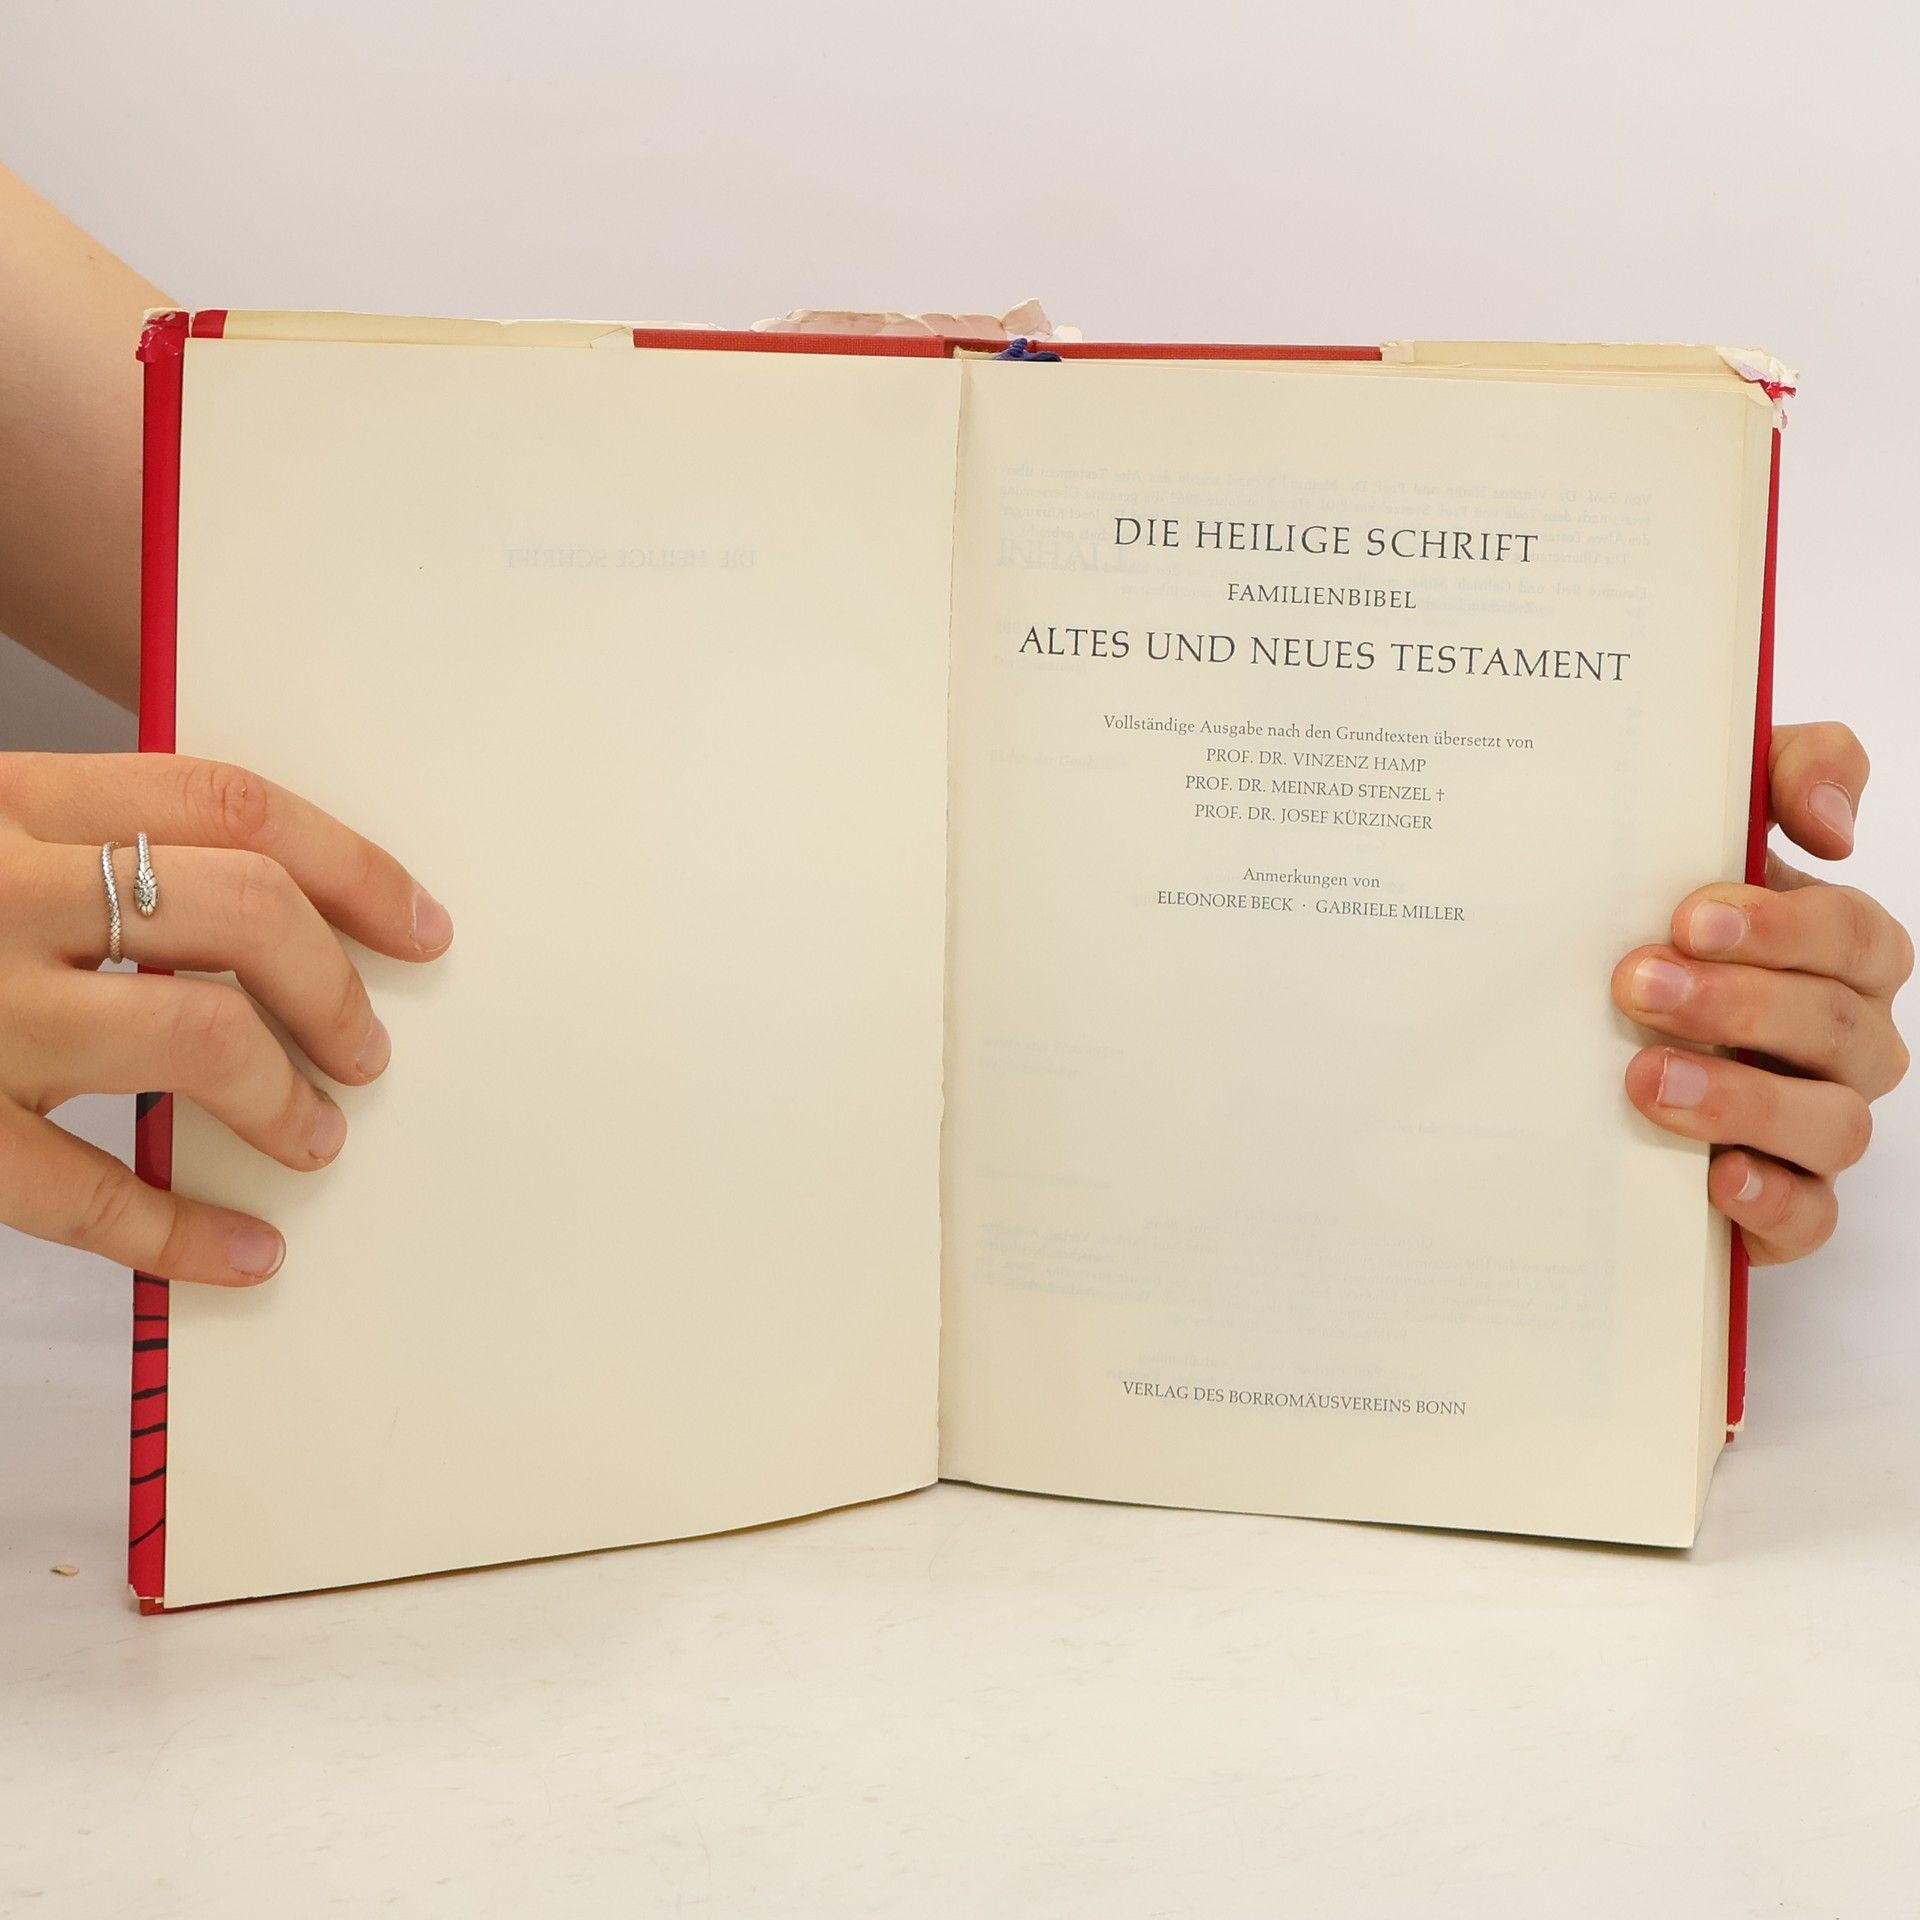 DIE HEILIGE SCHRIFT
FAMILIENBIBEL
ALTES UND NEUES TESTAMENT
Vollständige Ausgabe nach den Grundtexten übersetzt von
PROF. DR. VINZENZ HAMP
PROF. DR. MEINRAD STENZEL †
PROF. DR. JOSEF KÜRZINGER
Anmerkungen von
ELEONORE BECK · GABRIELE MILLER
VERLAG DES BORROMÄUSVEREINS BONN